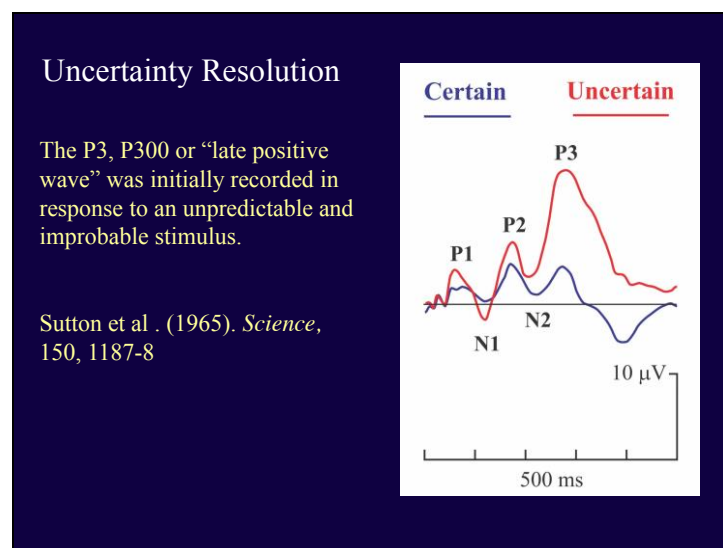 Uncertainty Resolution
The P3, P300 or “late positive
wave” was initially recorded in
response to an unpredictable and
improbable stimulus.
Sutton et al . (1965). Science,
150, 1187-8
Certain Uncertain
P3
P2
P1
N2
N1
10 µV
500 ms